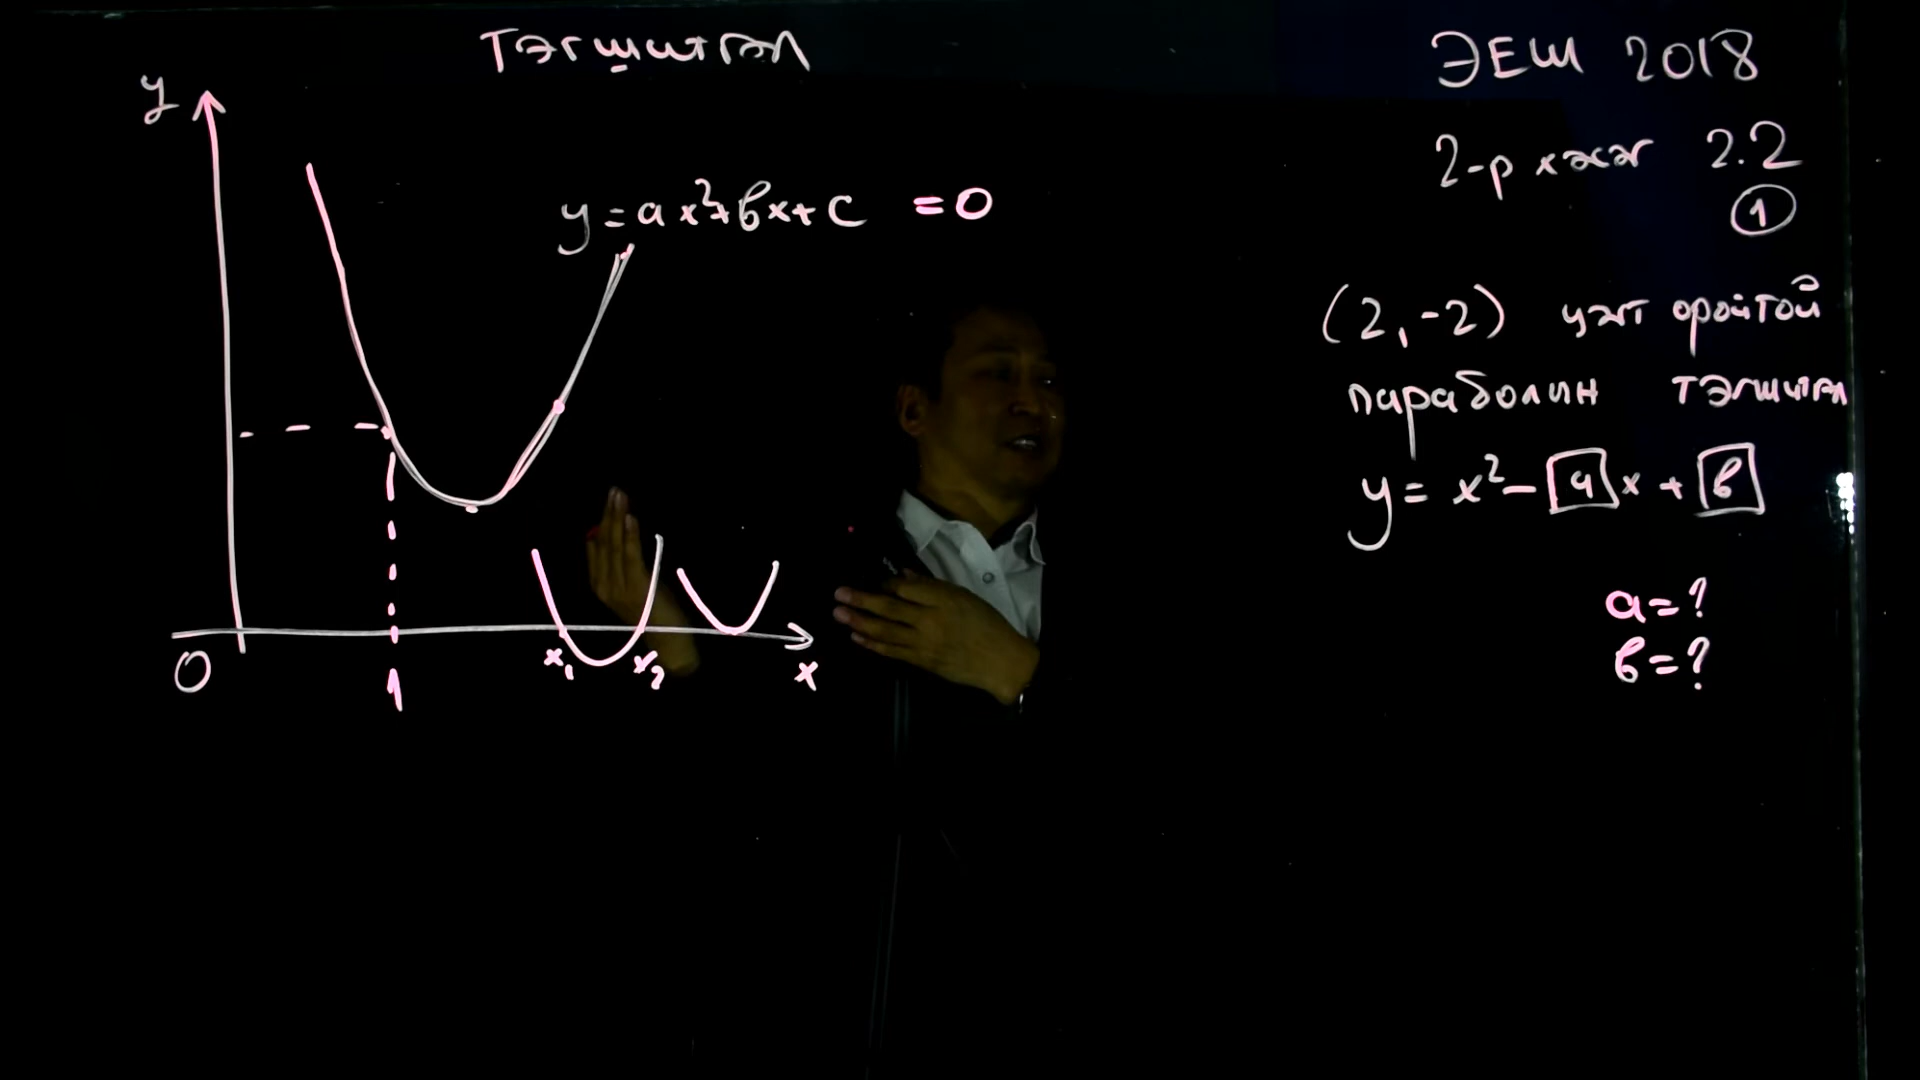 Тэгшитгэл
y
y = ax²+bx+c = 0
0
1
x₁ x₂
x
ЭЕШ 2018
2-р хэсэг 2.2
1
(2,-2) цэгт оройтой
параболин тэгшитгэл
y = x² - a x + b
a = ?
b = ?